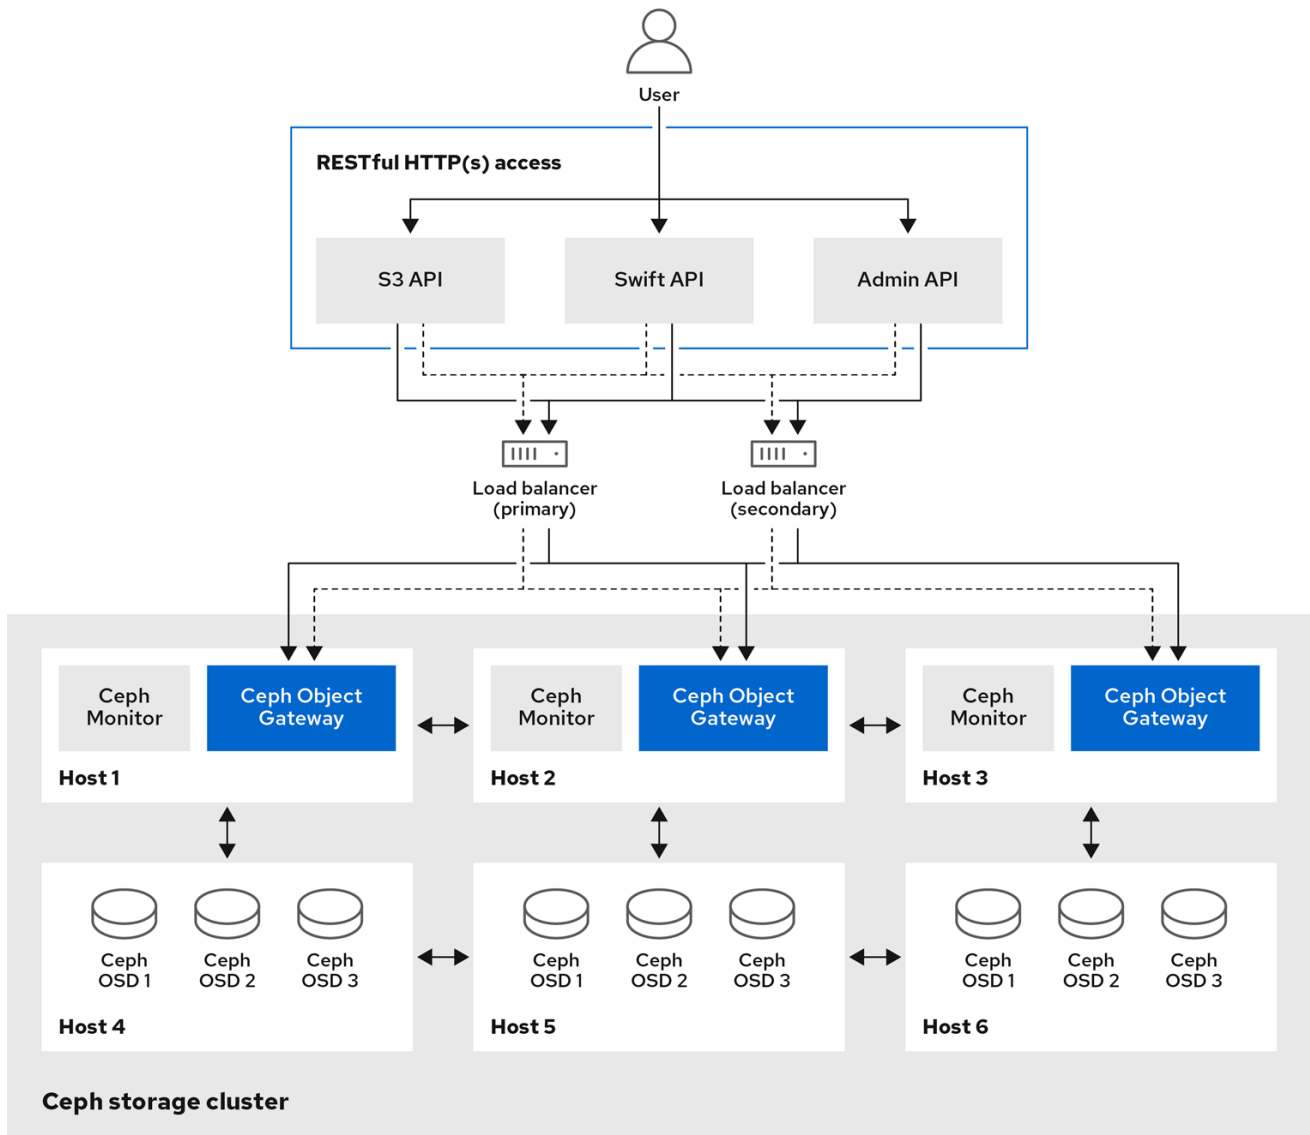 User
RESTful HTTP(s) access
S3 API
Swift API
Admin API
Load balancer
(primary)
Load balancer
(secondary)
Ceph
Monitor
Ceph Object
Gateway
Host 1
Ceph
Monitor
Ceph Object
Gateway
Host 2
Ceph
Monitor
Ceph Object
Gateway
Host 3
Ceph
OSD 1
Ceph
OSD 2
Ceph
OSD 3
Host 4
Ceph
OSD 1
Ceph
OSD 2
Ceph
OSD 3
Host 5
Ceph
OSD 1
Ceph
OSD 2
Ceph
OSD 3
Host 6
Ceph storage cluster